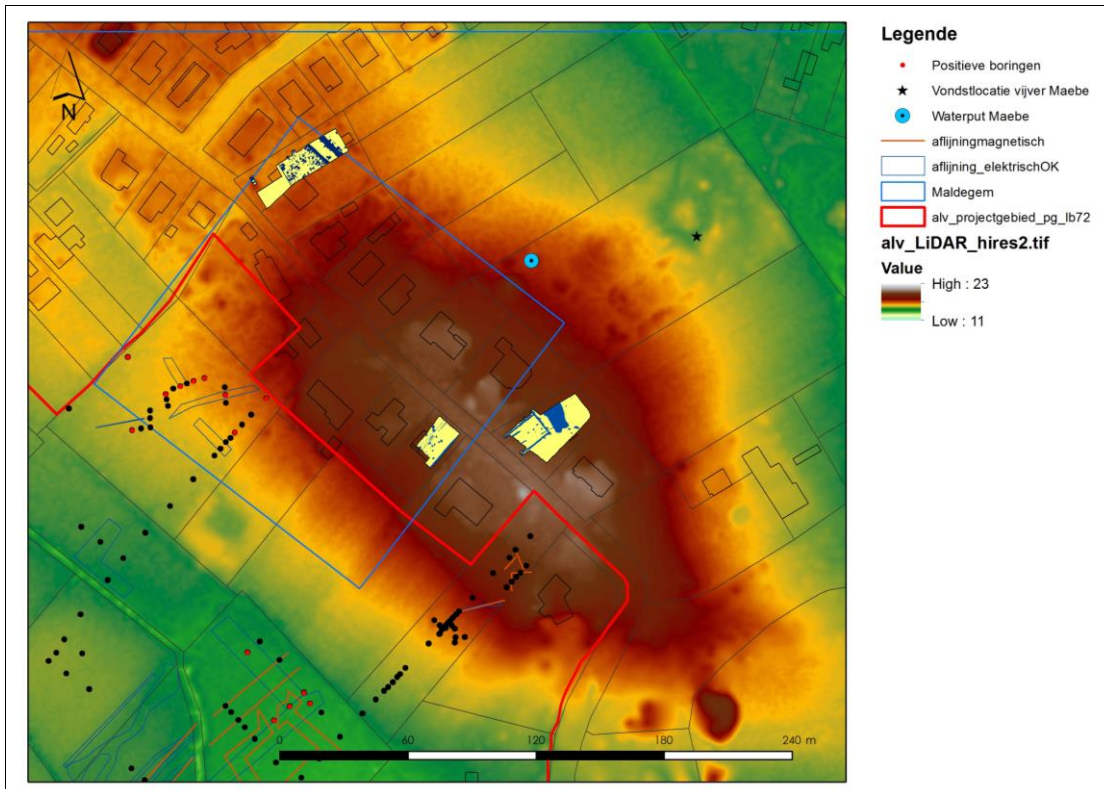 N
Legende
Positieve boringen
Vondstlocatie vijver Maebe
Waterput Maebe
aflijningmagnetisch
aflijning_elektrischOK
Maldegem
alv_projectgebied_pg_lb72
alv_LiDAR_hires2.tif
Value
High : 23
Low : 11
0 60 120 180 240 m